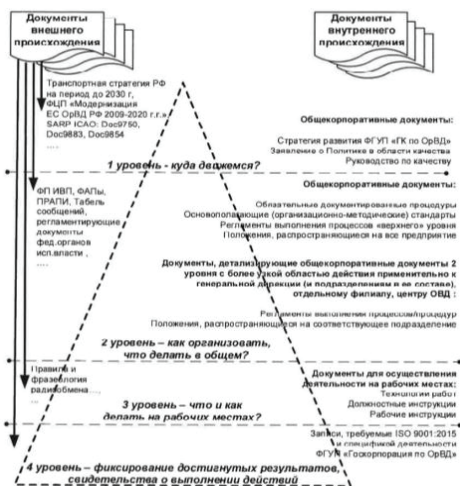 Документы
внешнего
происхождения
Документы
внутреннего
происхождения
Транспортная стратегия РФ
на период до 2030 г,
ФЦП «Модернизация
ЕС ОрВД РФ 2009-2020 г.г.»
SARP ICAO: Doc9750,
Doc9883, Doc9854
....
Общекорпоративные документы:
Стратегия развития ФГУП «ГК по ОрВД»
Заявление о Политике в области качества
Руководство по качеству
1 уровень - куда движемся?
ФП ИВП, ФАПы,
ПРАПИ, Табель
сообщений,
регламентирующие
документы
фед.органов
исп.власти ,
....
Общекорпоративные документы:
Обязательные документированные процедуры
Основополагающие (организационно-методические) стандарты
Регламенты выполнения процессов «верхнего» уровня
Положения, распространяющиеся на все предприятие
Документы, детализирующие общекорпоративные документы 2
уровня с более узкой областью действия применительно к
генеральной дирекции (и подразделениям в ее составе),
отдельному филиалу, центру ОВД :
Регламенты выполнения процессов/процедур
Положения, распространяющиеся на соответствующее подразделение
2 уровень – как организовать,
что делать в общем?
Правила и
фразеология
радиообмена....,
...
Документы для осуществления
деятельности на рабочих местах:
Технологии работ
Должностные инструкции
Рабочие инструкции
3 уровень – что и как
делать на рабочих местах?
Записи, требуемые ISO 9001:2015
и спецификой деятельности
ФГУП «Госкорпорация по ОрВД»
4 уровень – фиксирование достигнутых результатов,
свидетельства о выполнении действий